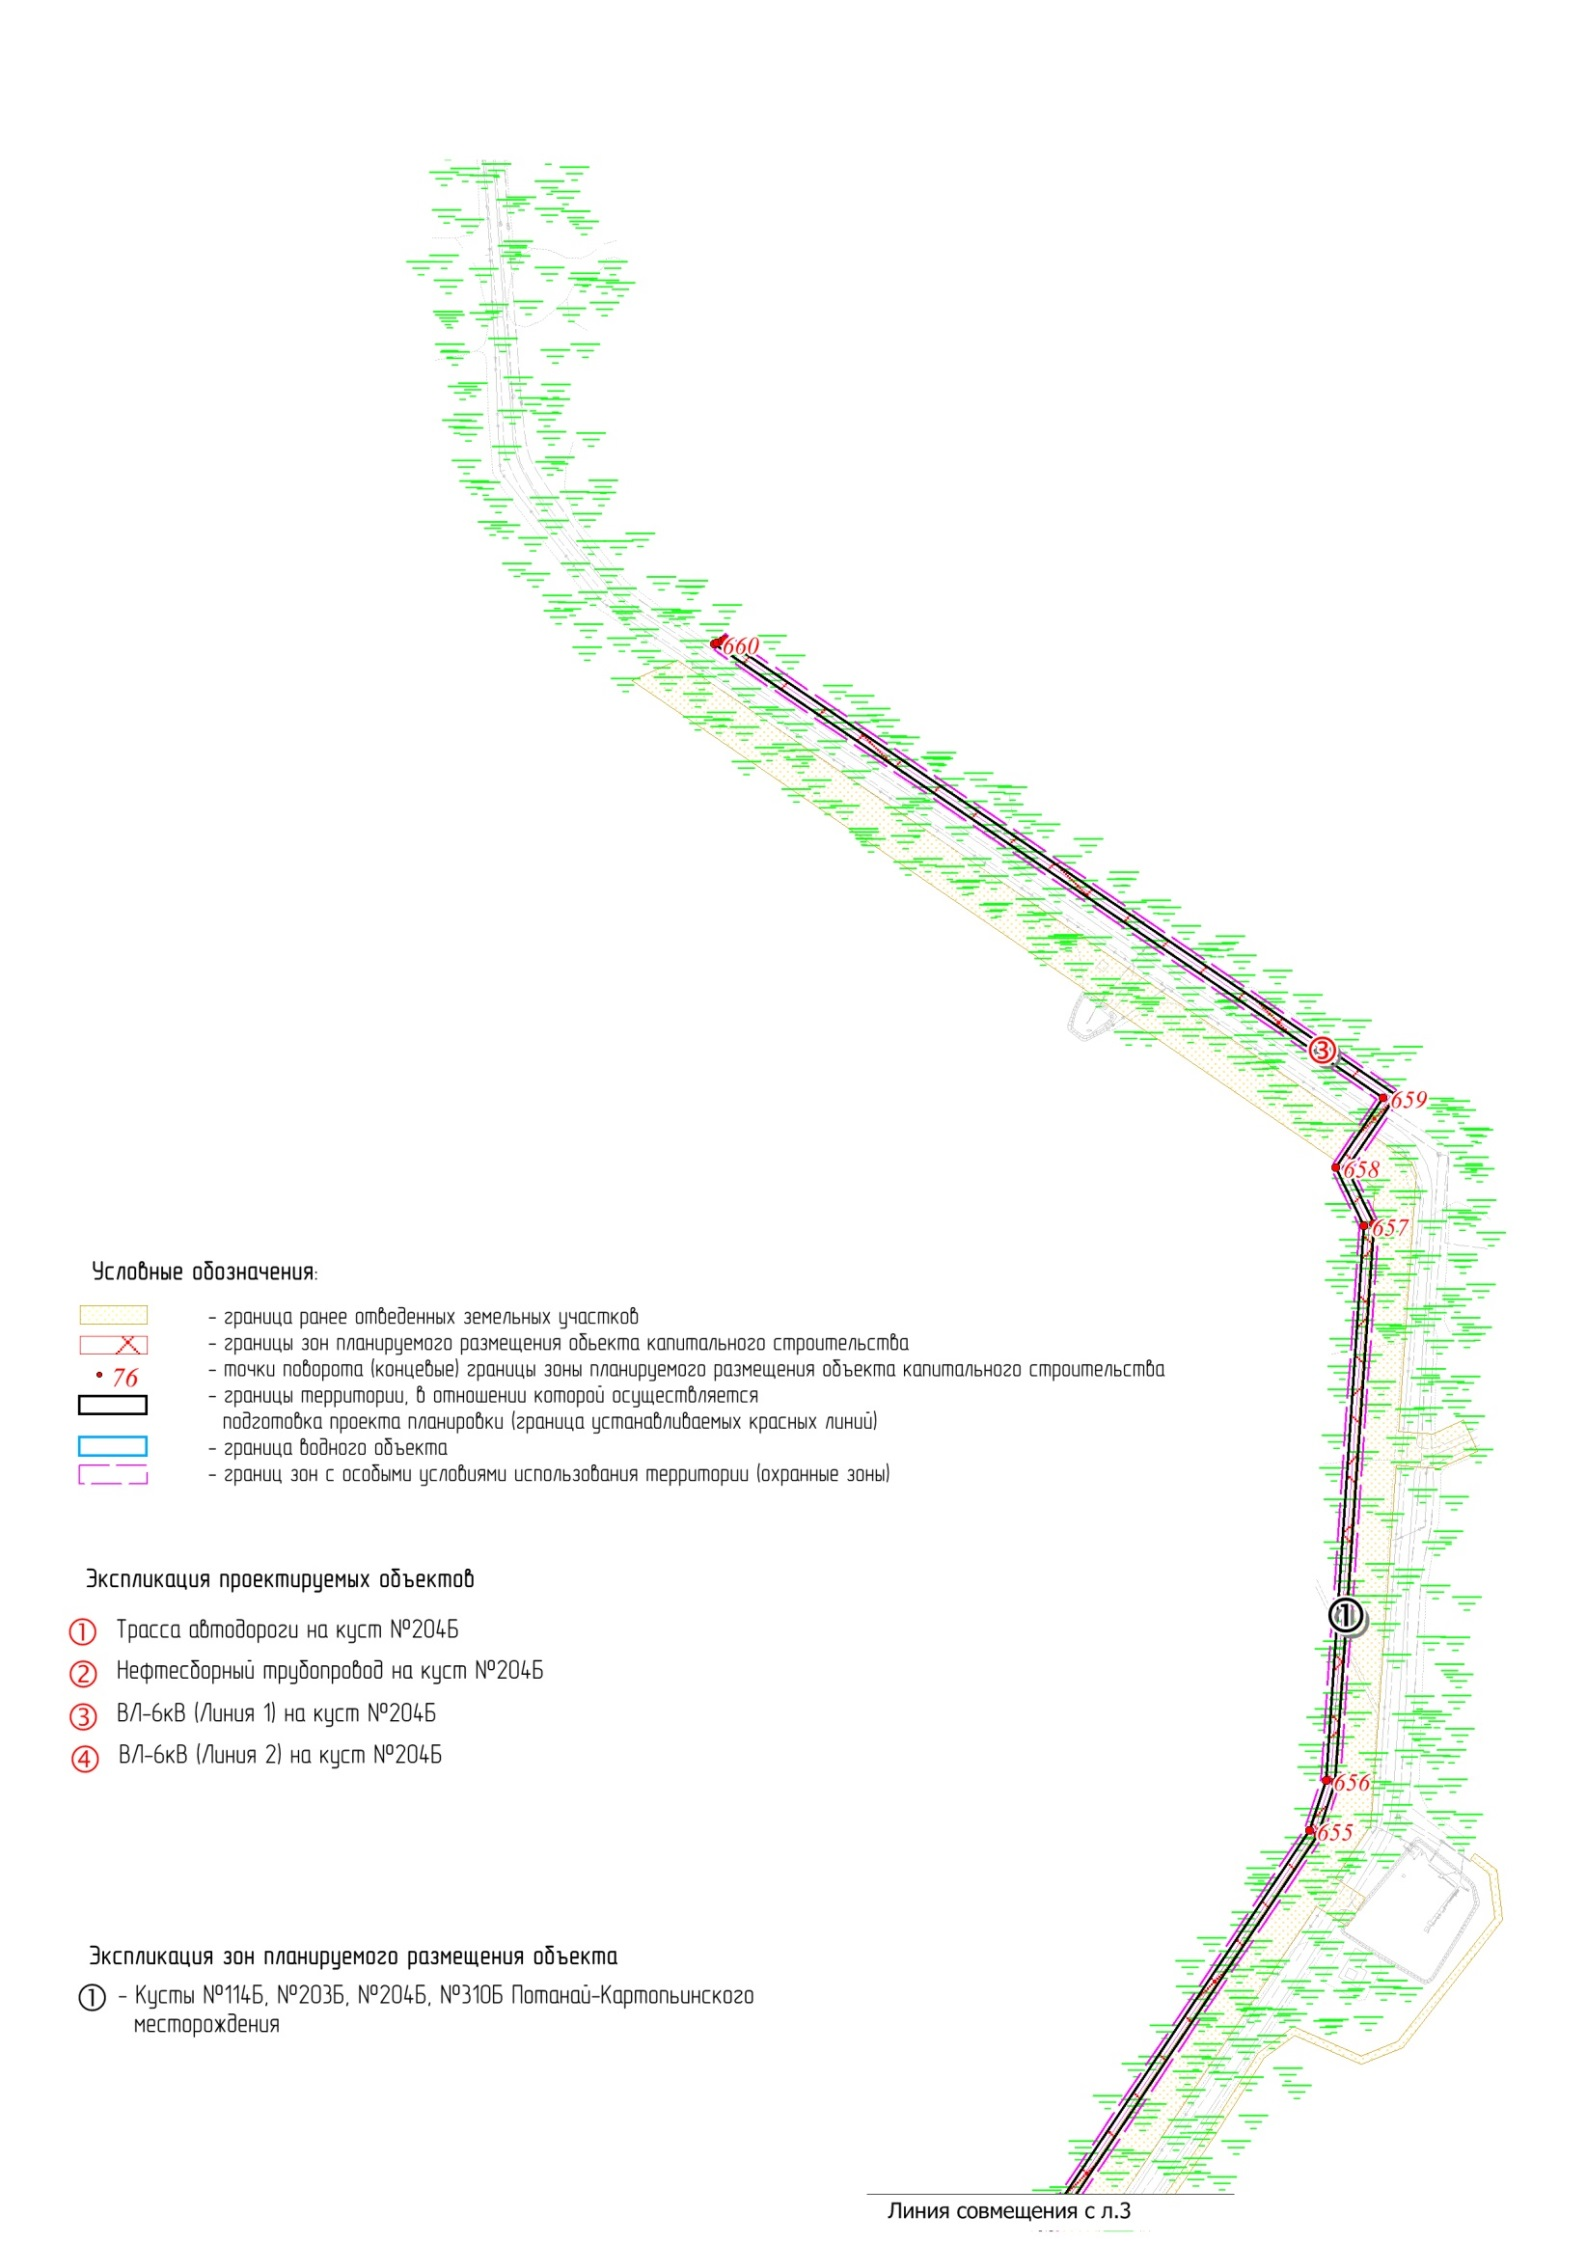 660
③
659
658
657
Условные обозначения:
- граница ранее отведенных земельных участков
- границы зон планируемого размещения объекта капитального строительства
• 76 - точки поворота (концевые) границы зоны планируемого размещения объекта капитального строительства
- границы территории, в отношении которой осуществляется
подготовка проекта планировки (граница устанавливаемых красных линий)
- граница водного объекта
- границ зон с особыми условиями использования территории (охранные зоны)
Экспликация проектируемых объектов
① Трасса автодороги на куст №204Б
② Нефтесборный трубопровод на куст №204Б
③ ВЛ-6кВ (Линия 1) на куст №204Б
④ ВЛ-6кВ (Линия 2) на куст №204Б
①
656
655
Экспликация зон планируемого размещения объекта
① - Кусты №114Б, №203Б, №204Б, №310Б Потанай-Картопьинского
месторождения
Линия совмещения с л.3